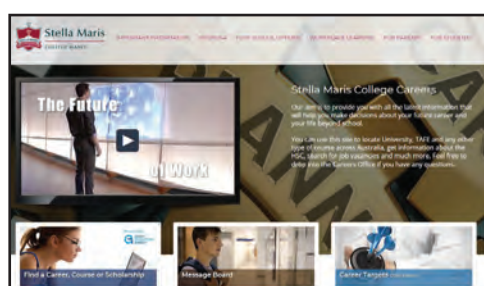 Stella Maris
COLLEGE MANLY
FOR PARENTS
The Future
of Work
Stella Maris College Careers
Our aim is to provide you with all the latest information that
will help you make decisions about your future career and
your life beyond school.
You can use this site to locate University, TAFE and any other
type of course across Australia, get information about the
HSC, search for job vacancies and much more. Feel free to
drop into the Careers Office if you have any questions.
Find a Career, Course or Scholarship
Message Board
Career Targets